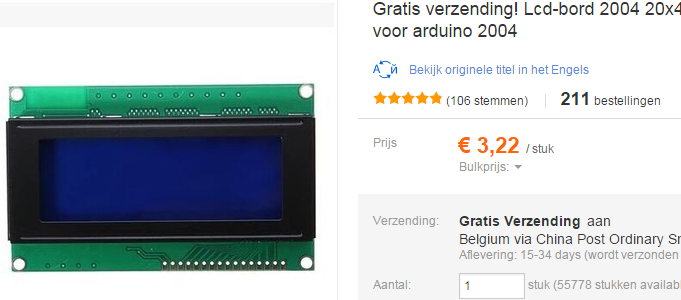 Gratis verzending! Lcd-bord 2004 20x4
voor arduino 2004
Bekijk originele titel in het Engels
(106 stemmen) 211 bestellingen
Prijs € 3,22 / stuk
Bulkprijs:
Verzending: Gratis Verzending aan
Belgium via China Post Ordinary Sm
Aflevering: 15-34 days (wordt verzonden
Aantal: 1 stuk (55778 stukken availab